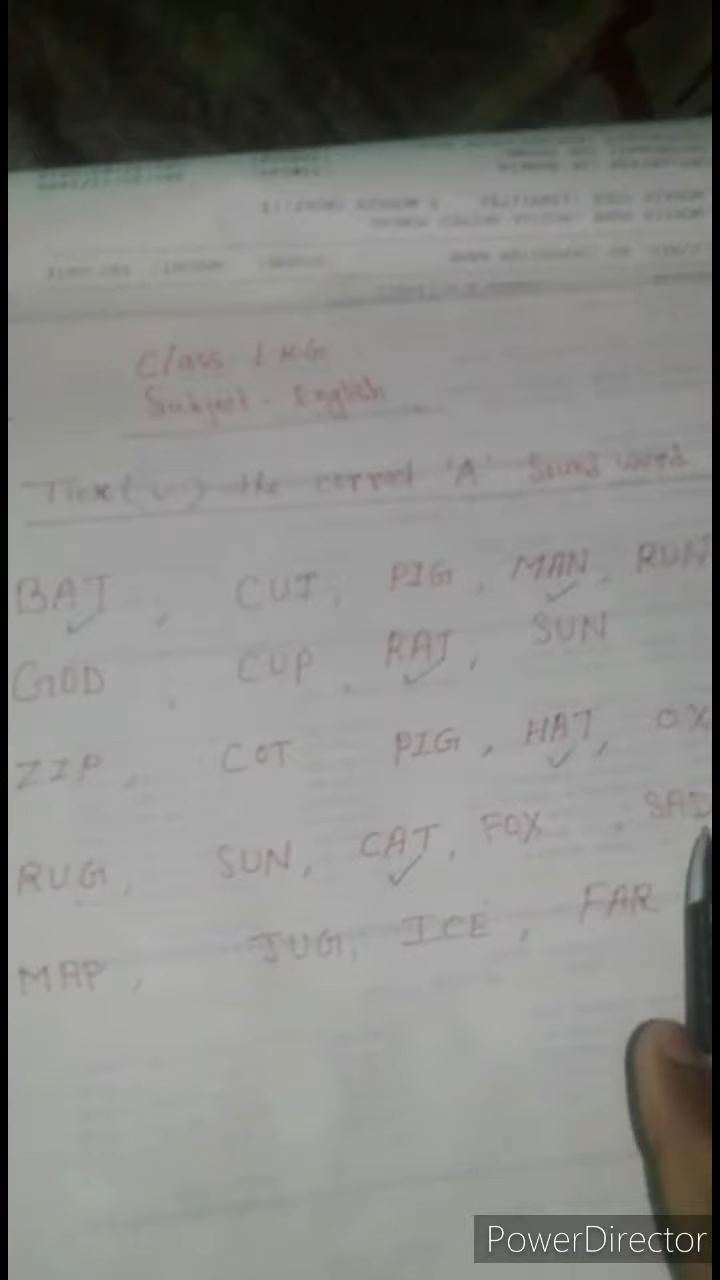 Class LKG
Subject - English
Tick (✓) the correct 'A' Sound word
BAT, CUT, PIG, MAN, RUN
GOD, CUP, RAT, SUN
ZIP, COT PIG, HAT, OX
RUG, SUN, CAT, FOX, SAD
MAP, JUG, ICE, FAR
PowerDirector